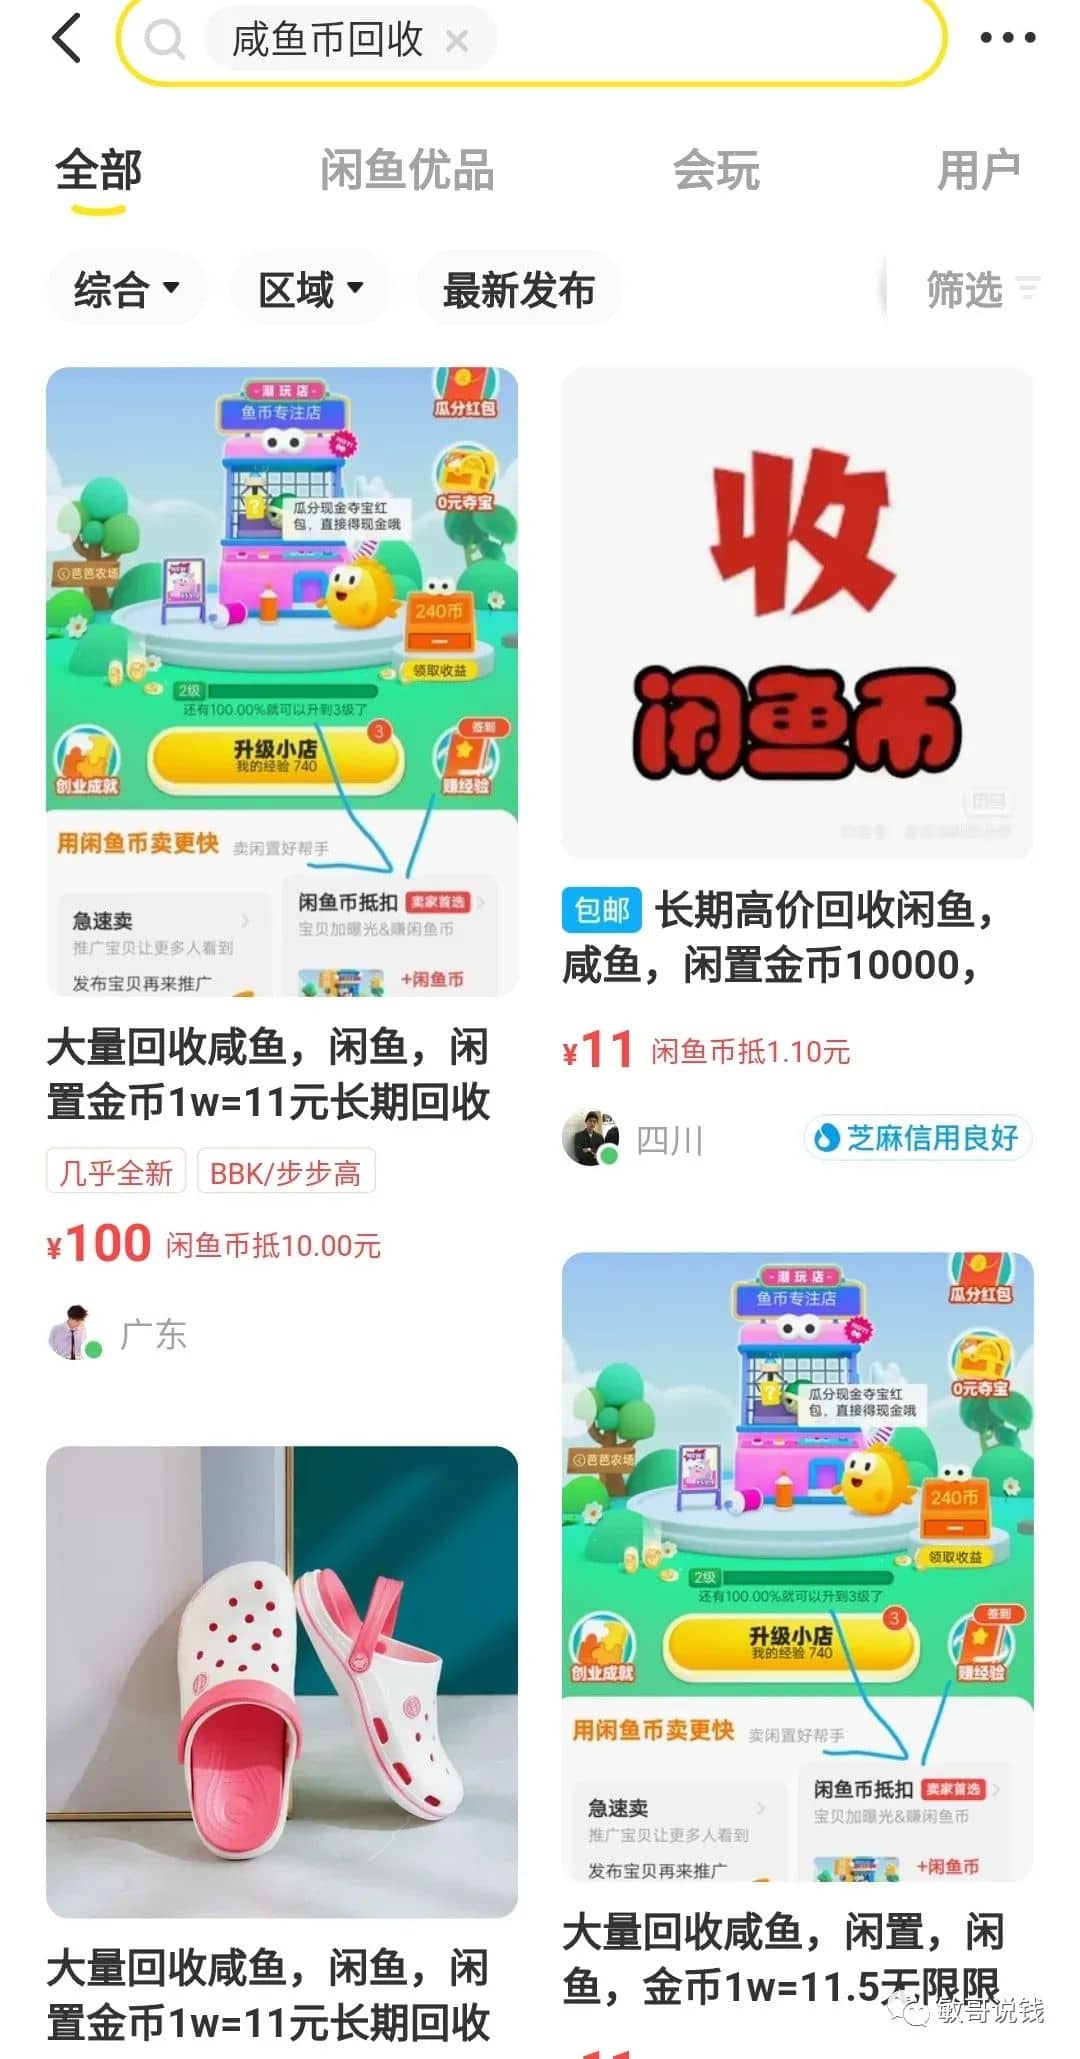 咸鱼币回收
全部
闲鱼优品
会玩
用户
综合
区域
最新发布
筛选
-潮玩店-
鱼币专注店
瓜分红包
HOT!
0元夺宝
瓜分现金夺宝红
包，直接得现金哦
芭芭农场
240币
领取收益
2级
还有100.00%就可以升到3级了
升级小店
我的经验 740
3
签到
创业成就
赚经验
用闲鱼币卖更快
卖闲置好帮手
急速卖
推广宝贝让更多人看到
发布宝贝再来推广
闲鱼币抵扣 卖家首选
宝贝加曝光&赚闲鱼币
+闲鱼币
大量回收咸鱼，闲鱼，闲
置金币1w=11元长期回收
几乎全新
BBK/步步高
¥100 闲鱼币抵10.00元
广东
收
闲鱼币
包邮 长期高价回收闲鱼，
咸鱼，闲置金币10000，
¥11 闲鱼币抵1.10元
四川
芝麻信用良好
大量回收咸鱼，闲鱼，闲
置金币1w=11元长期回收
-潮玩店-
鱼币专注店
瓜分红包
HOT!
0元夺宝
瓜分现金夺宝红
包，直接得现金哦
芭芭农场
240币
领取收益
2级
还有100.00%就可以升到3级了
升级小店
我的经验 740
3
签到
创业成就
赚经验
用闲鱼币卖更快
卖闲置好帮手
急速卖
推广宝贝让更多人看到
发布宝贝再来推广
闲鱼币抵扣 卖家首选
宝贝加曝光&赚闲鱼币
+闲鱼币
大量回收咸鱼，闲置，闲
鱼，金币1w=11.5无限限
敏哥说钱